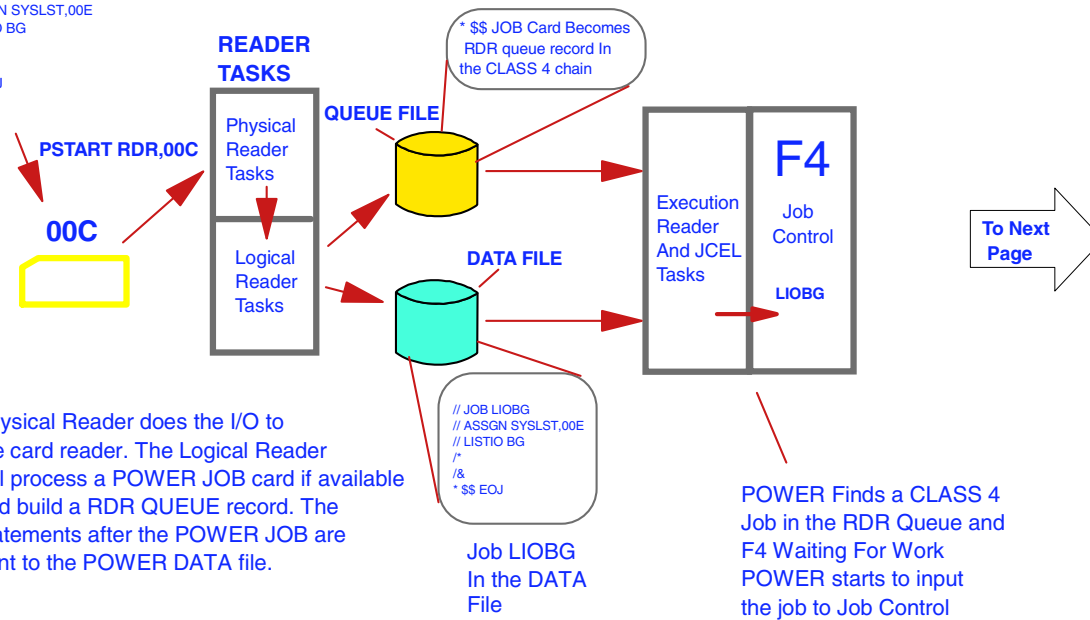 N SYSLST,00E
BG
READER
TASKS
* $$ JOB Card Becomes
RDR queue record In
the CLASS 4 chain
PSTART RDR,00C
Physical
Reader
Tasks
QUEUE FILE
00C
Logical
Reader
Tasks
DATA FILE
Execution
Reader
And JCEL
Tasks
F4
Job
Control
LIOBG
To Next
Page
// JOB LIOBG
// ASSGN SYSLST,00E
// LISTIO BG
/*
/&
* $$ EOJ
ysical Reader does the I/O to
e card reader. The Logical Reader
l process a POWER JOB card if available
d build a RDR QUEUE record. The
atements after the POWER JOB are
nt to the POWER DATA file.
Job LIOBG
In the DATA
File
POWER Finds a CLASS 4
Job in the RDR Queue and
F4 Waiting For Work
POWER starts to input
the job to Job Control